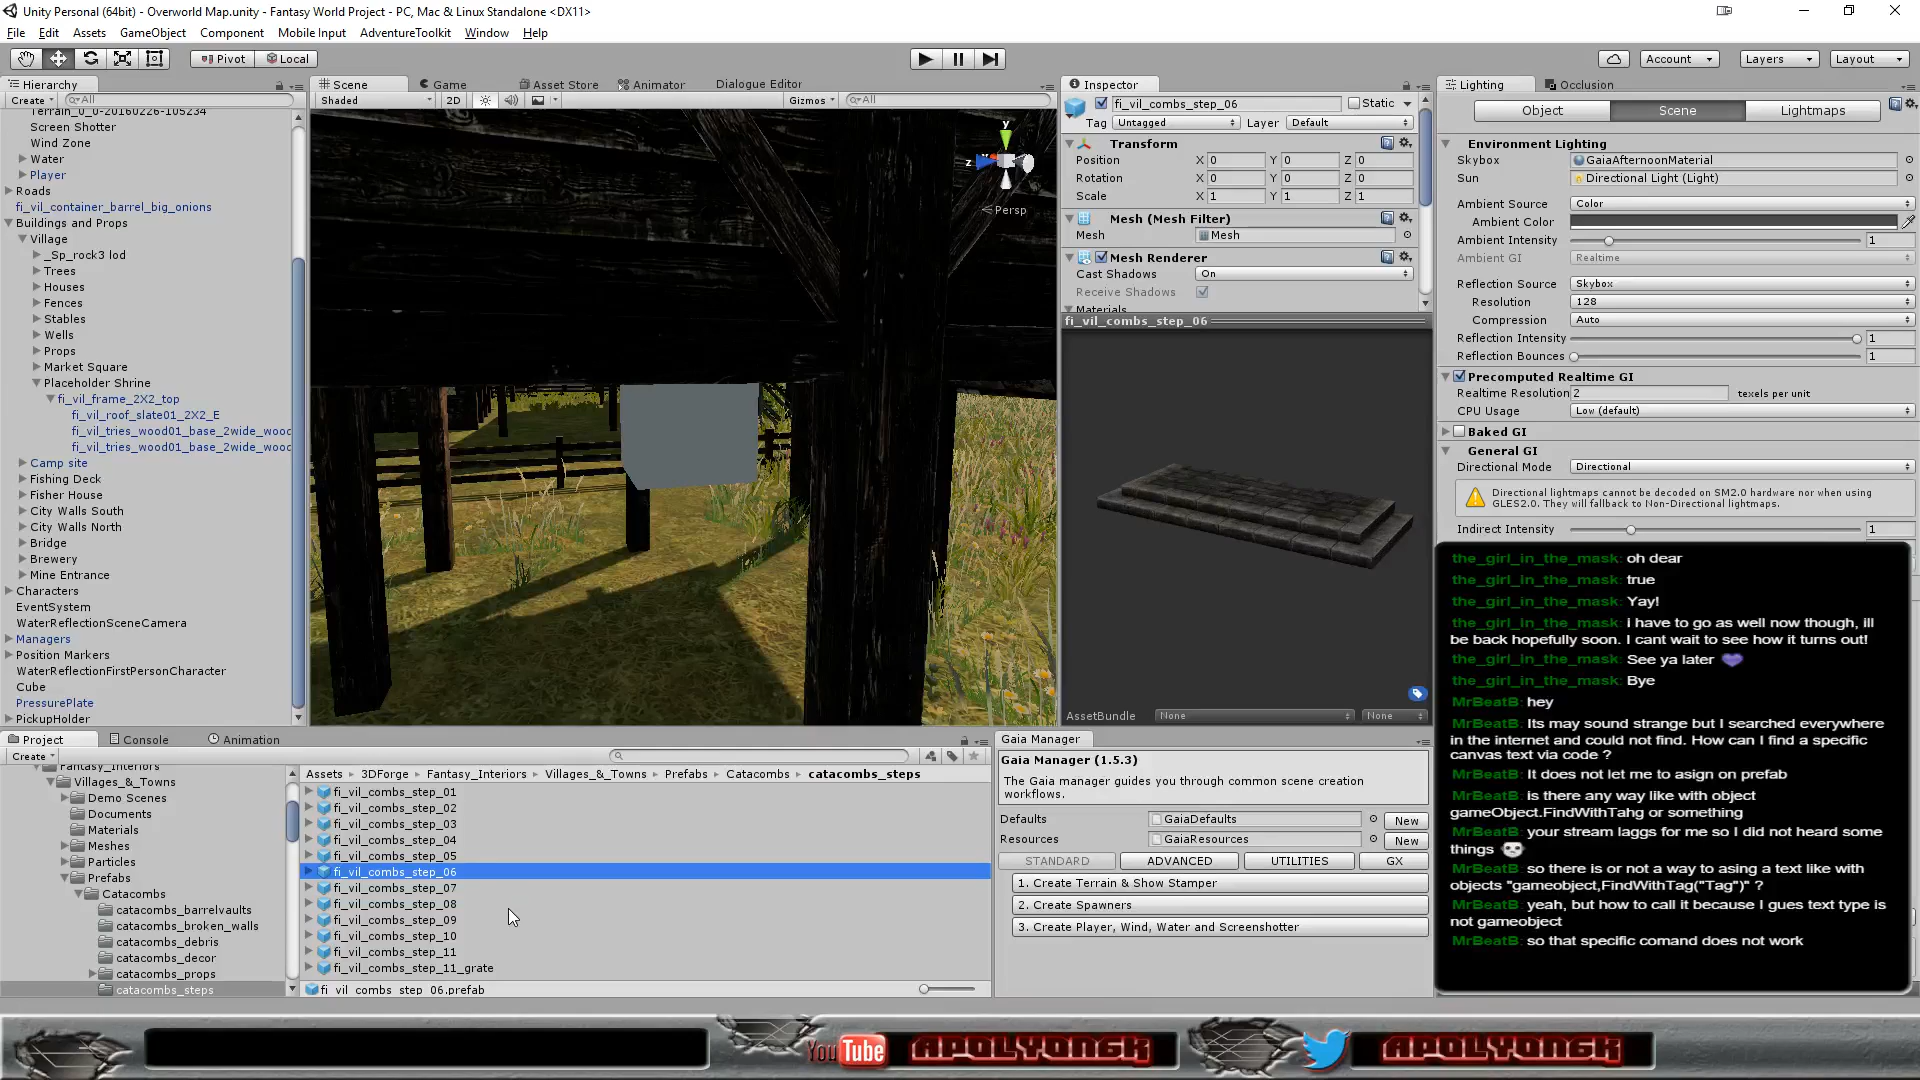 Unity Personal (64bit) - Overworld Map.unity - Fantasy World Project - PC, Mac & Linux Standalone <DX11>
File Edit Assets GameObject Component Mobile Input AdventureToolkit Window Help
Pivot Local Account Layers Layout
Hierarchy
Create All
Terrain_0_0-20160226-105234
Screen Shotter
Wind Zone
Water
Player
Roads
fi_vil_container_barrel_big_onions
Buildings and Props
Village
_Sp_rock3 lod
Trees
Houses
Fences
Stables
Wells
Props
Market Square
Placeholder Shrine
fi_vil_frame_2X2_top
fi_vil_roof_slate01_2X2_E
fi_vil_tries_wood01_base_2wide_wood
fi_vil_tries_wood01_base_2wide_wood
Camp site
Fishing Deck
Fisher House
City Walls South
City Walls North
Bridge
Brewery
Mine Entrance
Characters
EventSystem
WaterReflectionSceneCamera
Managers
Position Markers
WaterReflectionFirstPersonCharacter
Cube
PressurePlate
PickupHolder
Scene Game Asset Store Animator Dialogue Editor
Shaded 2D Gizmos All
y
x
z
Persp
Inspector
fi_vil_combs_step_06 Static
Tag Untagged Layer Default
Transform
Position X 0 Y 0 Z 0
Rotation X 0 Y 0 Z 0
Scale X 1 Y 1 Z 1
Mesh (Mesh Filter)
Mesh Mesh
Mesh Renderer
Cast Shadows On
Receive Shadows
Materials
fi_vil_combs_step_06
AssetBundle None None
Lighting Occlusion
Object Scene Lightmaps
Environment Lighting
Skybox GaiaAfternoonMaterial
Sun Directional Light (Light)
Ambient Source Color
Ambient Color
Ambient Intensity 1
Ambient GI Realtime
Reflection Source Skybox
Resolution 128
Compression Auto
Reflection Intensity 1
Reflection Bounces 1
Precomputed Realtime GI
Realtime Resolution 2 texels per unit
CPU Usage Low (default)
Baked GI
General GI
Directional Mode Directional
Directional lightmaps cannot be decoded on SM2.0 hardware nor when using
GLES2.0. They will fallback to Non-Directional lightmaps.
Indirect Intensity 1
the_girl_in_the_mask: oh dear
the_girl_in_the_mask: true
the_girl_in_the_mask: Yay!
the_girl_in_the_mask: i have to go as well now though, ill
be back hopefully soon. I cant wait to see how it turns out!
the_girl_in_the_mask: See ya later
the_girl_in_the_mask: Bye
MrBeatB: hey
MrBeatB: Its may sound strange but I searched everywhere
in the internet and could not find. How can I find a specific
canvas text via code ?
MrBeatB: It does not let me to asign on prefab
MrBeatB: is there any way like with object
gameObject.FindWithTahg or something
MrBeatB: your stream laggs for me so I did not heard some
things
MrBeatB: so there is or not a way to asing a text like with
objects "gameobject,FindWithTag("Tag")" ?
MrBeatB: yeah, but how to call it because I gues text type is
not gameobject
MrBeatB: so that specific comand does not work
Project Console Animation
Create
Fantasy_Interiors
Villages_&_Towns
Demo Scenes
Documents
Materials
Meshes
Particles
Prefabs
Catacombs
catacombs_barrelvaults
catacombs_broken_walls
catacombs_debris
catacombs_decor
catacombs_props
catacombs_steps
Assets 3DForge Fantasy_Interiors Villages_&_Towns Prefabs Catacombs catacombs_steps
fi_vil_combs_step_01
fi_vil_combs_step_02
fi_vil_combs_step_03
fi_vil_combs_step_04
fi_vil_combs_step_05
fi_vil_combs_step_06
fi_vil_combs_step_07
fi_vil_combs_step_08
fi_vil_combs_step_09
fi_vil_combs_step_10
fi_vil_combs_step_11
fi_vil_combs_step_11_grate
fi_vil_combs_step_06.prefab
Gaia Manager
Gaia Manager (1.5.3)
The Gaia manager guides you through common scene creation
workflows.
Defaults GaiaDefaults New
Resources GaiaResources New
STANDARD ADVANCED UTILITIES GX
1. Create Terrain & Show Stamper
2. Create Spawners
3. Create Player, Wind, Water and Screenshotter
YouTube APOLYONGK APOLYONGK